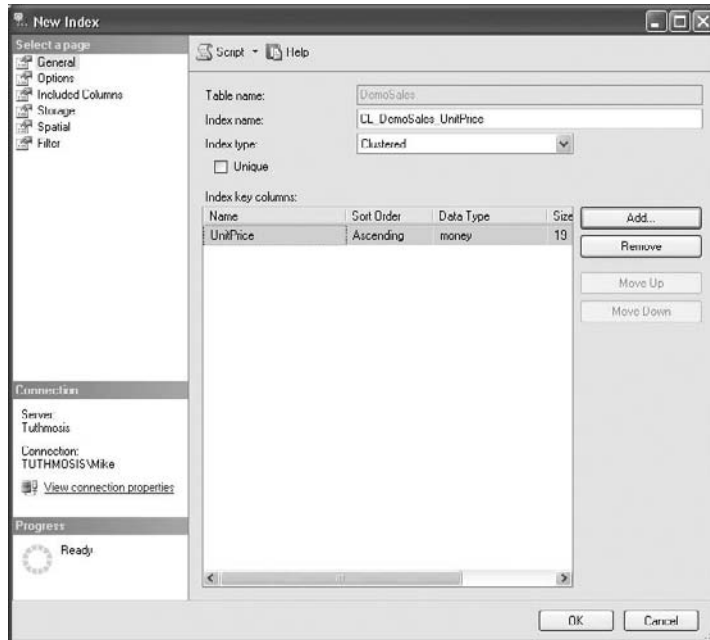 New Index
Select a page
General
Options
Included Columns
Storage
Spatial
Filter
Script
Help
Table name:
DemoSales
Index name:
CL_DemoSales_UnitPrice
Index type:
Clustered
Unique
Index key columns:
Name Sort Order Data Type Size
UnitPrice Ascending money 19
Add...
Remove
Move Up
Move Down
Connection
Server:
Tuthmosis
Connection:
TUTHMOSIS\Mike
View connection properties
Progress
Ready
OK
Cancel